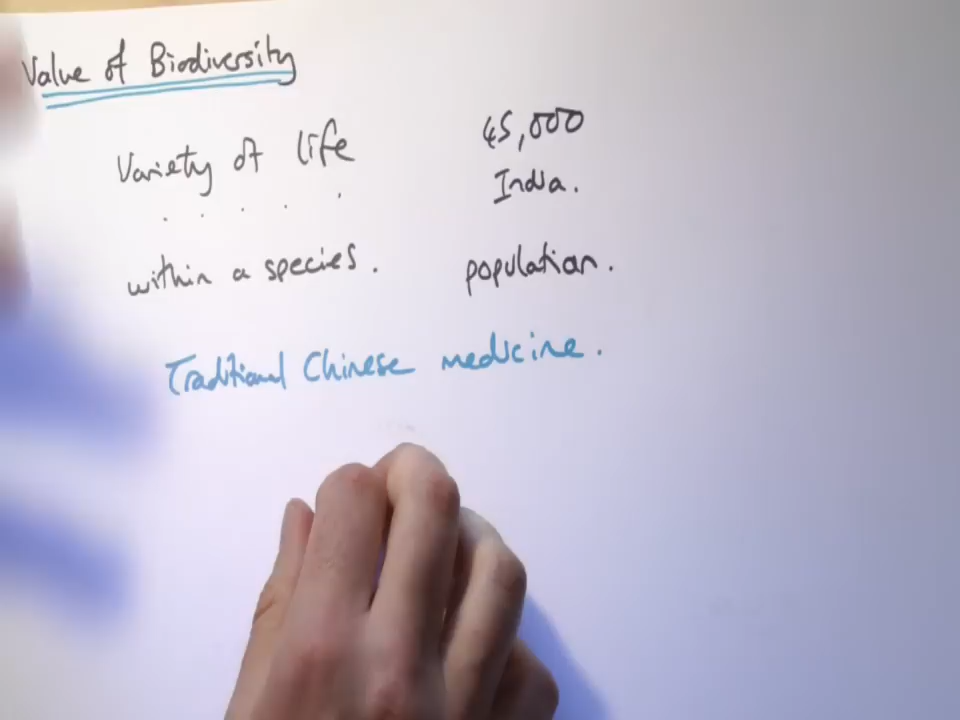 Value of Biodiversity
Variety of life 45,000
India.
within a species. population.
Traditional Chinese medicine.